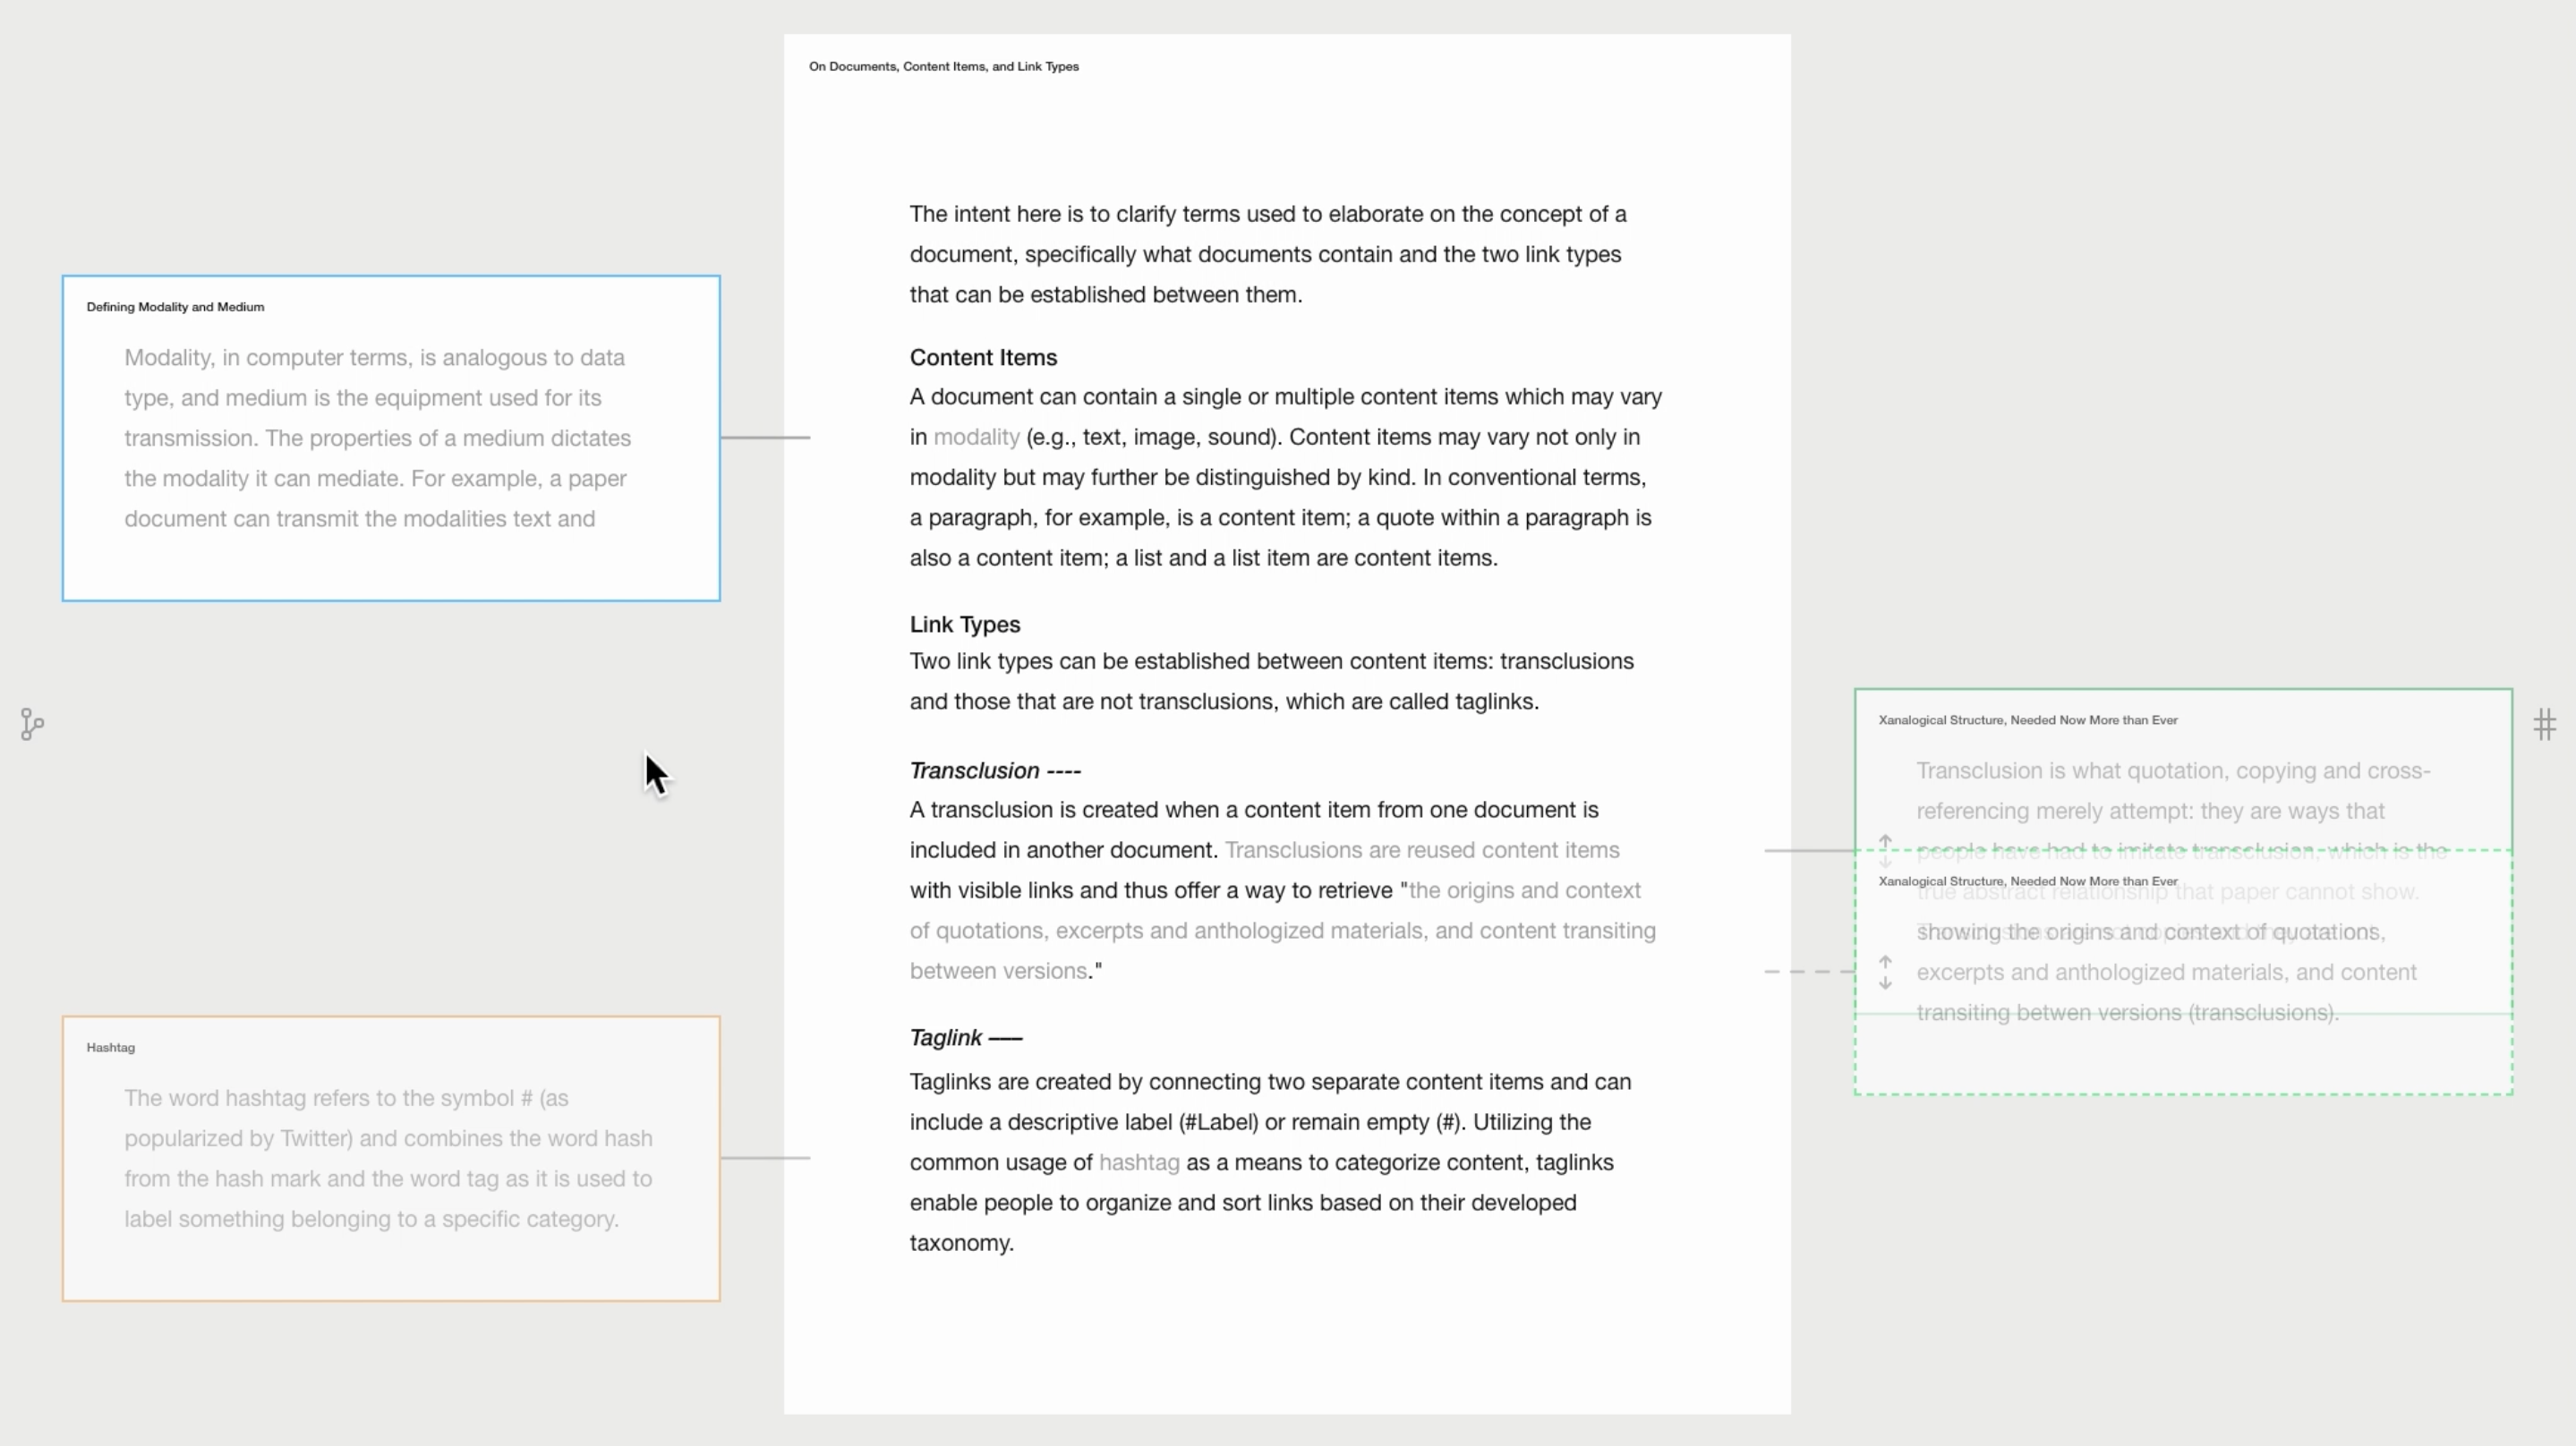 On Documents, Content Items, and Link Types
The intent here is to clarify terms used to elaborate on the concept of a
document, specifically what documents contain and the two link types
that can be established between them.
Content Items
A document can contain a single or multiple content items which may vary
in modality (e.g., text, image, sound). Content items may vary not only in
modality but may further be distinguished by kind. In conventional terms,
a paragraph, for example, is a content item; a quote within a paragraph is
also a content item; a list and a list item are content items.
Link Types
Two link types can be established between content items: transclusions
and those that are not transclusions, which are called taglinks.
Transclusion ----
A transclusion is created when a content item from one document is
included in another document. Transclusions are reused content items
with visible links and thus offer a way to retrieve "the origins and context
of quotations, excerpts and anthologized materials, and content transiting
between versions."
Taglink —–
Taglinks are created by connecting two separate content items and can
include a descriptive label (#Label) or remain empty (#). Utilizing the
common usage of hashtag as a means to categorize content, taglinks
enable people to organize and sort links based on their developed
taxonomy.
Defining Modality and Medium
Modality, in computer terms, is analogous to data
type, and medium is the equipment used for its
transmission. The properties of a medium dictates
the modality it can mediate. For example, a paper
document can transmit the modalities text and
Hashtag
The word hashtag refers to the symbol # (as
popularized by Twitter) and combines the word hash
from the hash mark and the word tag as it is used to
label something belonging to a specific category.
Xanalogical Structure, Needed Now More than Ever
Transclusion is what quotation, copying and cross-
referencing merely attempt: they are ways that
people have had to imitate transclusion, which is the
true abstract relationship that paper cannot show.
Xanalogical Structure, Needed Now More than Ever
showing the origins and context of quotations,
excerpts and anthologized materials, and content
transiting betwen versions (transclusions).
#